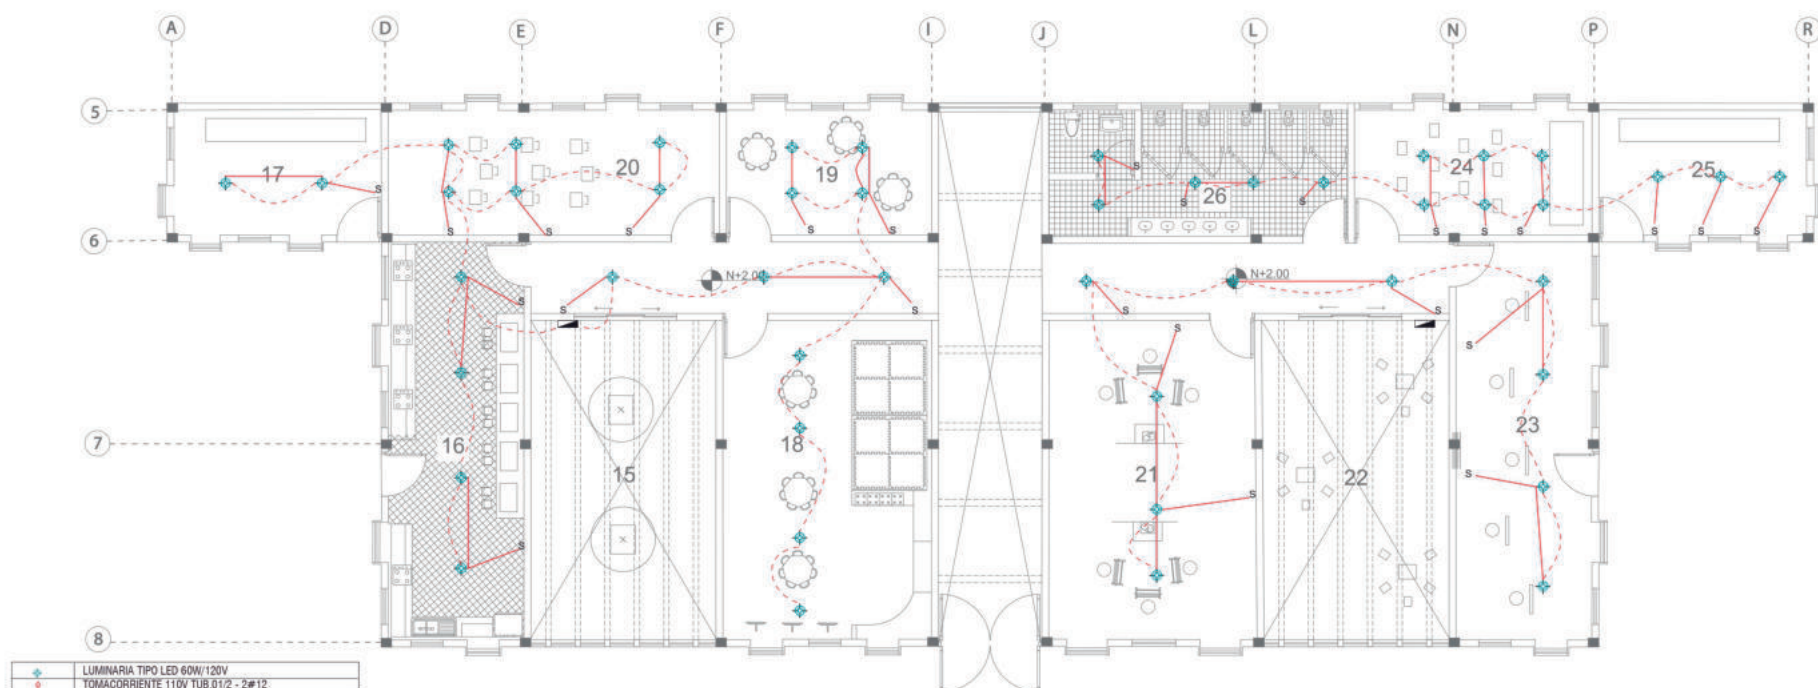 A D E F I J L N P R
5
17 20 19 26 24 25
S S S S S S S S S S S S S S S
6
N+2.00 N+2.00
S S S S S
S S
7
16 15 18 21 22 23
S S S
8
LUMINARIA TIPO LED 60W/120V
TOMACORRIENTE 110V TUB.01/2 - 2#12